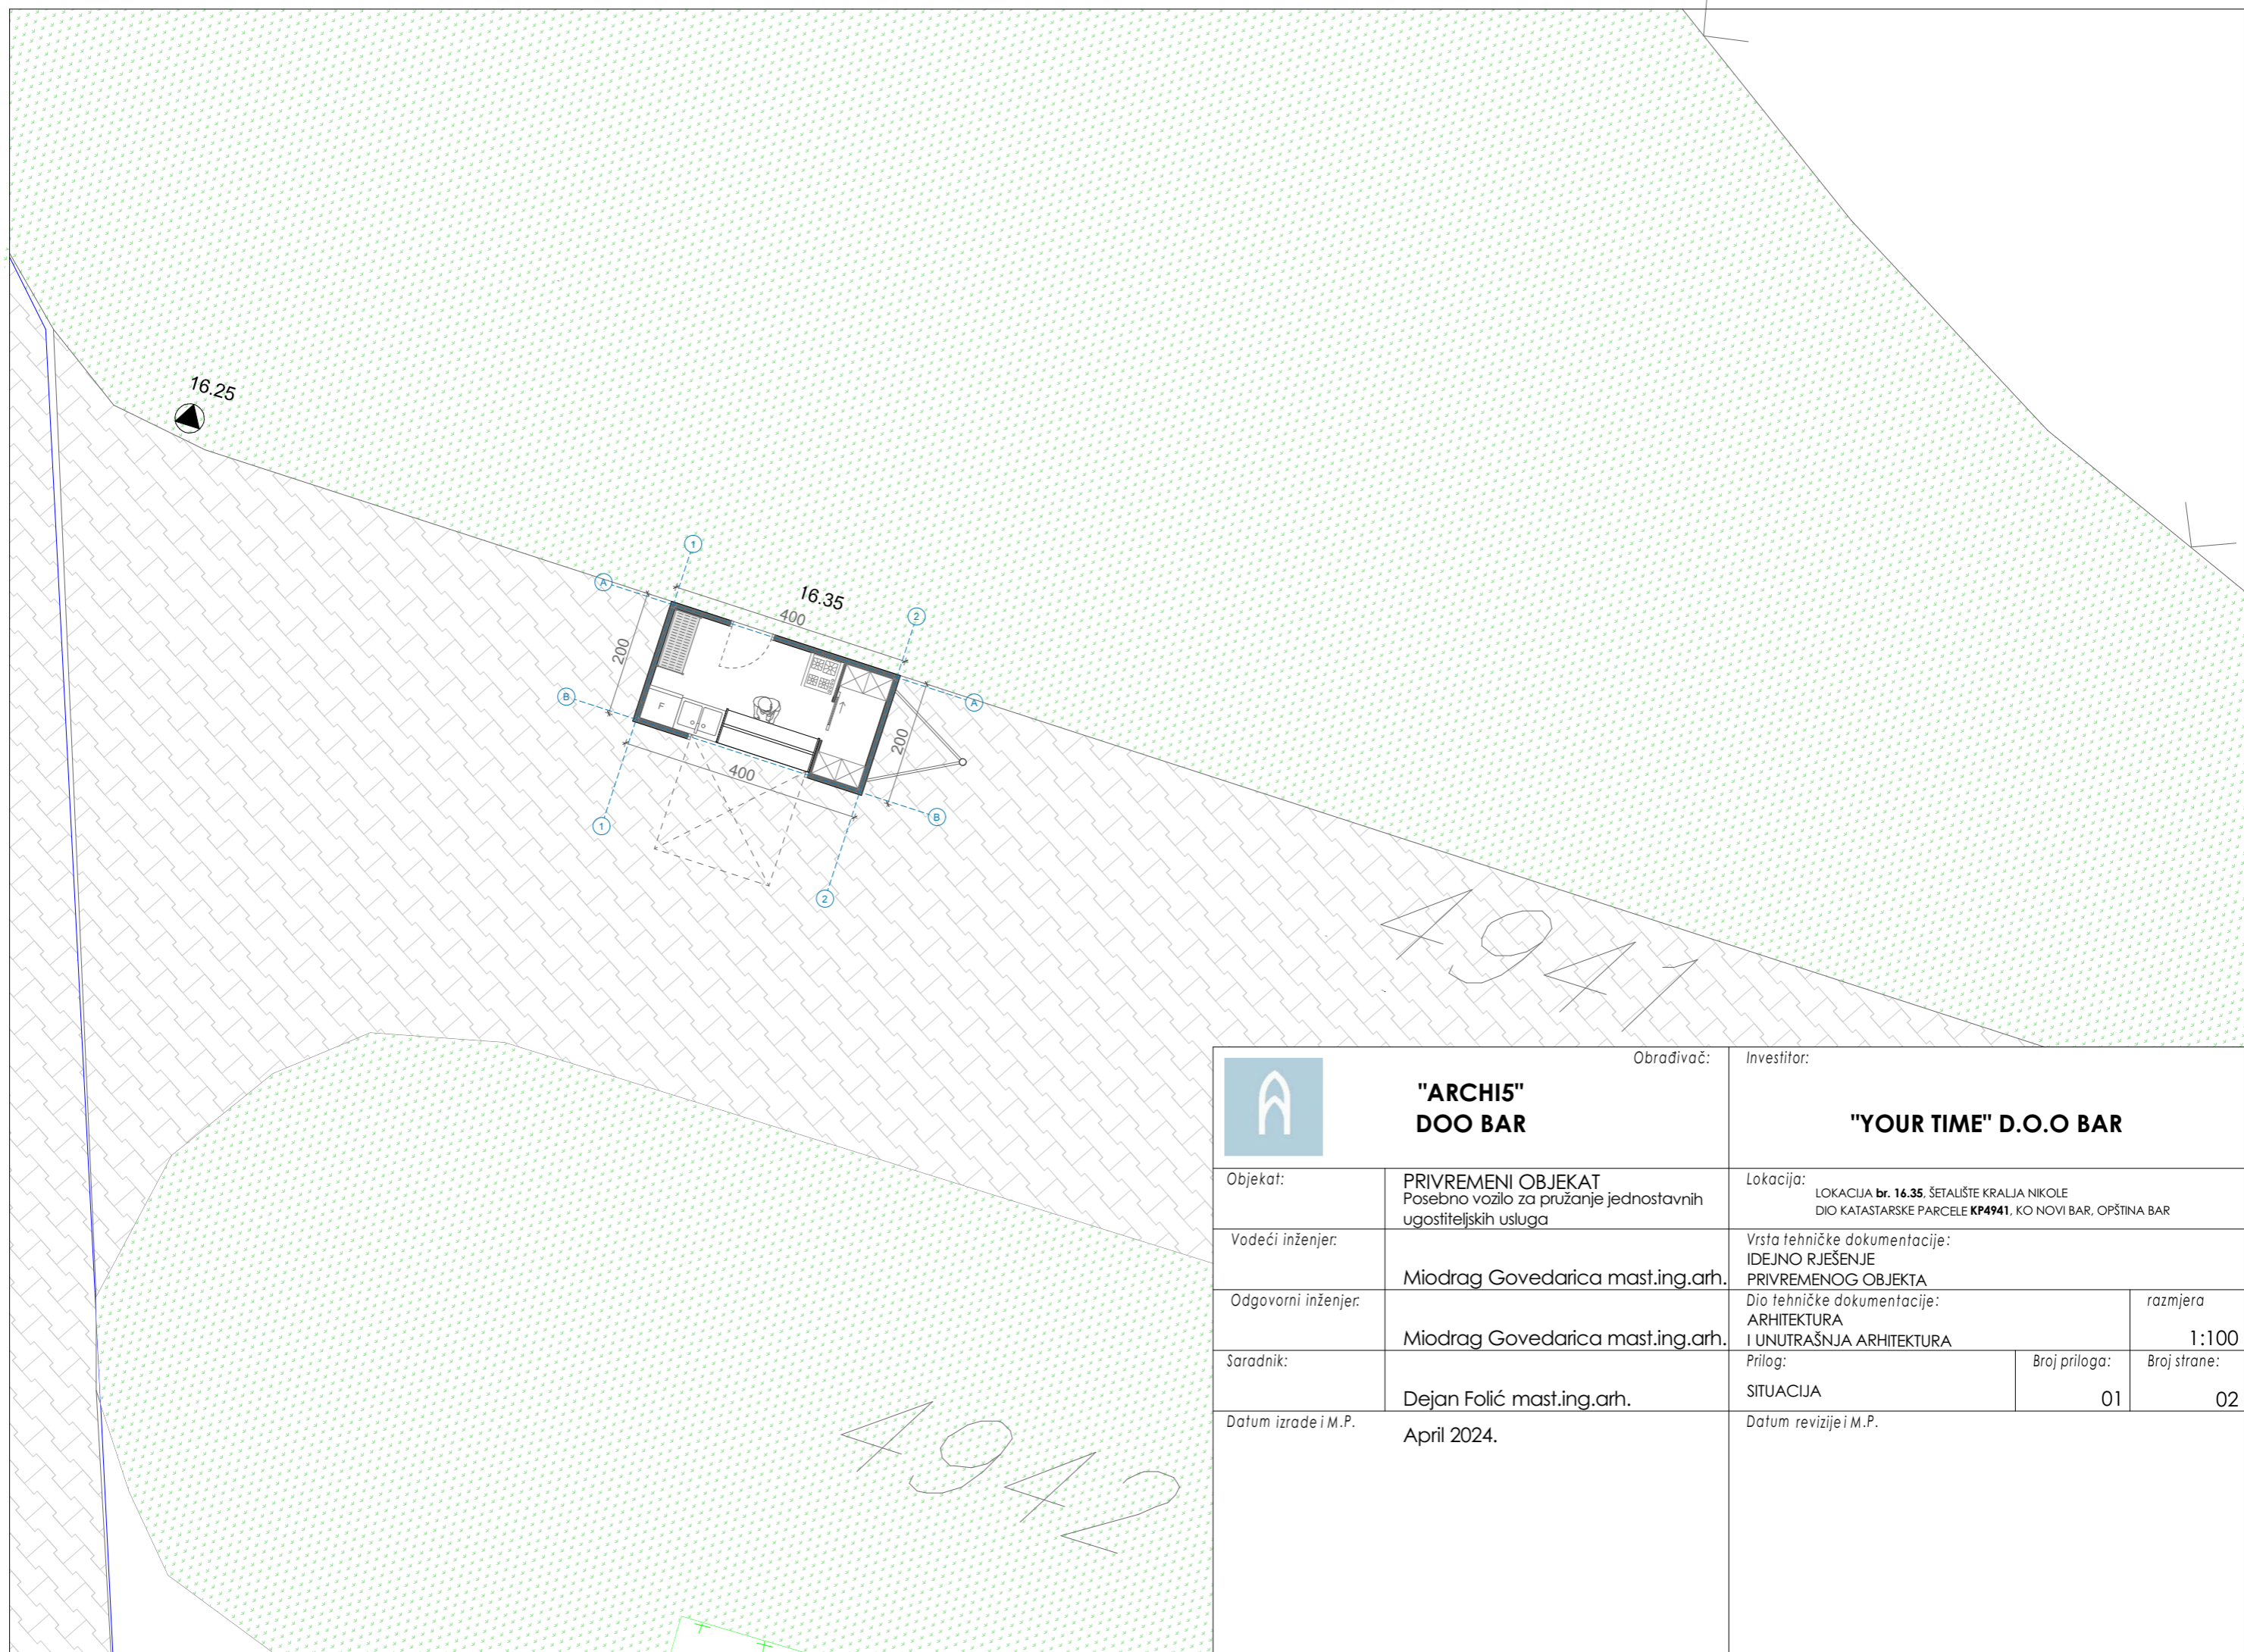 16.25
1
A
16.35
400
2
200
B
F
A
200
400
B
1
2
4941
4942
Obrađivač:
"ARCHI5"
DOO BAR
Investitor:
"YOUR TIME" D.O.O BAR
Objekat:
PRIVREMENI OBJEKAT
Posebno vozilo za pružanje jednostavnih
ugostiteljskih usluga
Lokacija:
LOKACIJA br. 16.35, ŠETALIŠTE KRALJA NIKOLE
DIO KATASTARSKE PARCELE KP4941, KO NOVI BAR, OPŠTINA BAR
Vodeći inženjer:
Miodrag Govedarica mast.ing.arh.
Vrsta tehničke dokumentacije:
IDEJNO RJEŠENJE
PRIVREMENOG OBJEKTA
Odgovorni inženjer:
Miodrag Govedarica mast.ing.arh.
Dio tehničke dokumentacije:
ARHITEKTURA
I UNUTRAŠNJA ARHITEKTURA
razmjera
1:100
Saradnik:
Dejan Folić mast.ing.arh.
Prilog:
SITUACIJA
Broj priloga:
01
Broj strane:
02
Datum izrade i M.P.
April 2024.
Datum revizije i M.P.